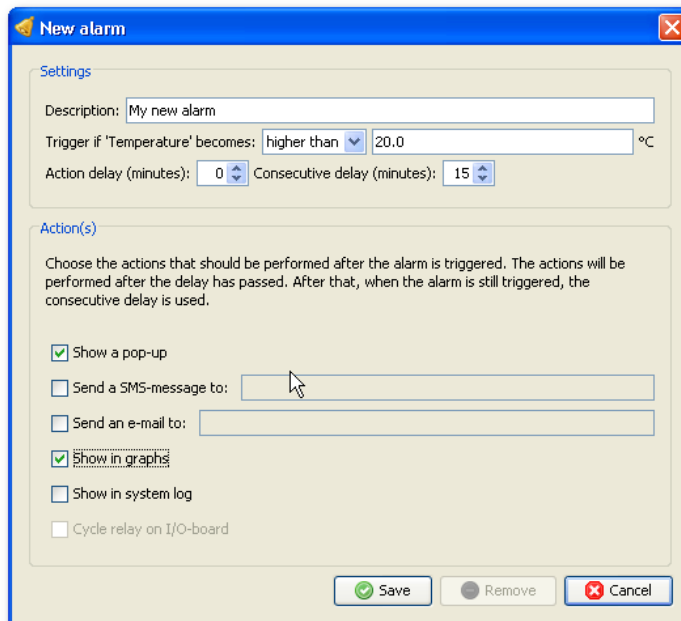 New alarm
Settings
Description: My new alarm
Trigger if 'Temperature' becomes: higher than 20.0 °C
Action delay (minutes): 0 Consecutive delay (minutes): 15
Action(s)
Choose the actions that should be performed after the alarm is triggered. The actions will be
performed after the delay has passed. After that, when the alarm is still triggered, the
consecutive delay is used.
Show a pop-up
Send a SMS-message to:
Send an e-mail to:
Show in graphs
Show in system log
Cycle relay on I/O-board
Save Remove Cancel